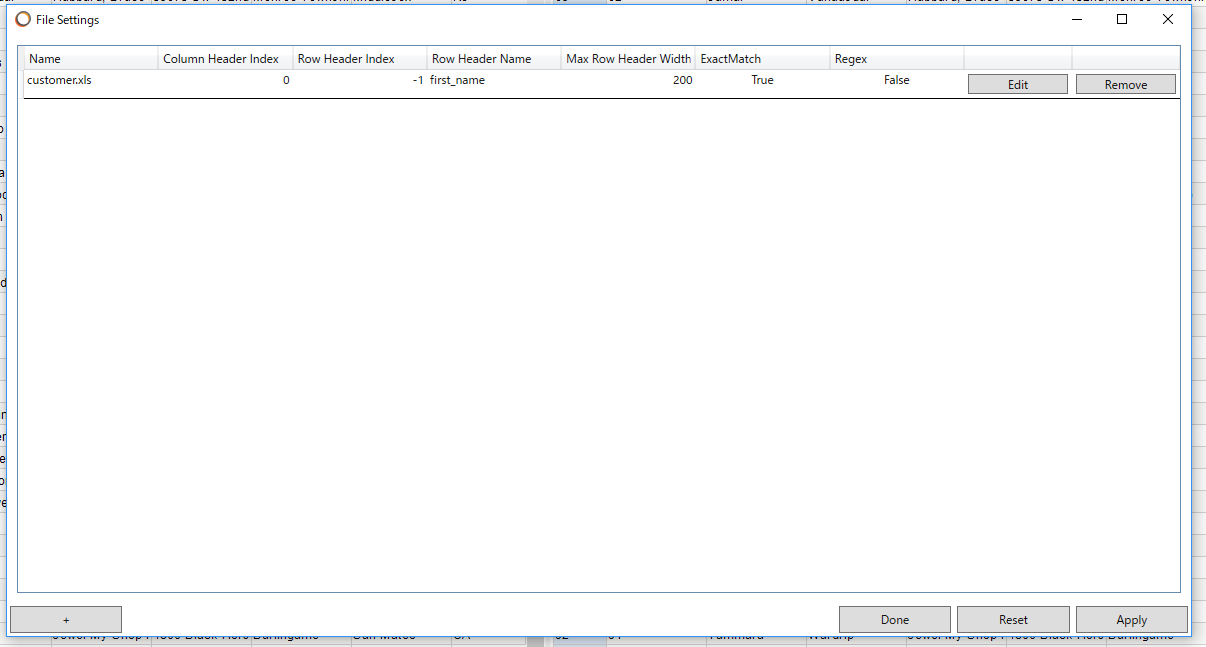 File Settings
Name Column Header Index Row Header Index Row Header Name Max Row Header Width ExactMatch Regex
customer.xls 0 -1 first_name 200 True False Edit Remove
+ Done Reset Apply